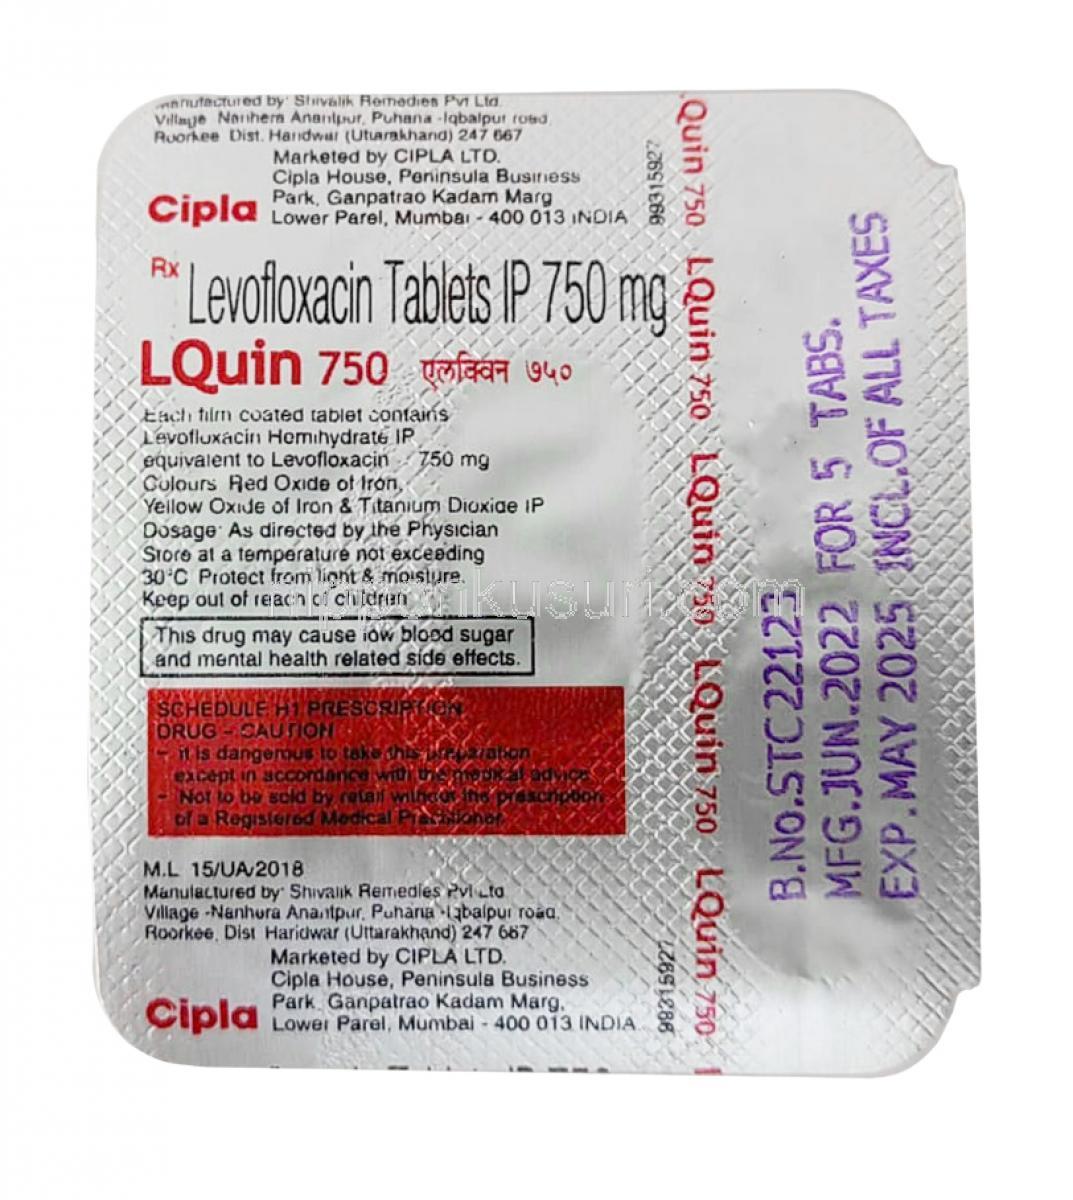 Manufactured by: Shivalik Remedies Pvt Ltd.
Village Nanhera Anantpur, Puhana -Iqbalpur road
Roorkee Dist. Haridwar (Uttarakhand) 247 667
Marketed by CIPLA LTD.
Cipla House, Peninsula Business
Park, Ganpatrao Kadam Marg
Lower Parel, Mumbai - 400 013 INDIA
Cipla
99315927
Rx Levofloxacin Tablets IP 750 mg
LQuin 750 एलक्विन ७५०
Each film coated tablet contains
Levofloxacin Hemihydrate IP
equivalent to Levofloxacin - 750 mg
Colours Red Oxide of Iron,
Yellow Oxide of Iron & Titanium Dioxide IP
Dosage: As directed by the Physician
Store at a temperature not exceeding
30°C Protect from light & moisture.
Keep out of reach of children
This drug may cause low blood sugar
and mental health related side effects.
SCHEDULE H1 PRESCRIPTION
DRUG - CAUTION
- it is dangerous to take this preparation
except in accordance with the medical advice
- Not to be sold by retail without the prescription
of a Registered Medical Practitioner
M.L 15/UA/2018
Manufactured by: Shivalik Remedies Pvt Ltd
Village -Nanhera Anantpur, Puhana -Iqbalpur road,
Roorkee, Dist Haridwar (Uttarakhand) 247 667
Marketed by CIPLA LTD.
Cipla House, Peninsula Business
Park, Ganpatrao Kadam Marg,
Lower Parel, Mumbai - 400 013 INDIA
Cipla
99315927
LQuin 750 LQuin 750 LQuin 750 LQuin 750 LQuin 750
B.No.STC22123
MFG.JUN.2022 FOR 5 TABS.
EXP.MAY 2025 INCL.OF ALL TAXES
nipponkusuri.com